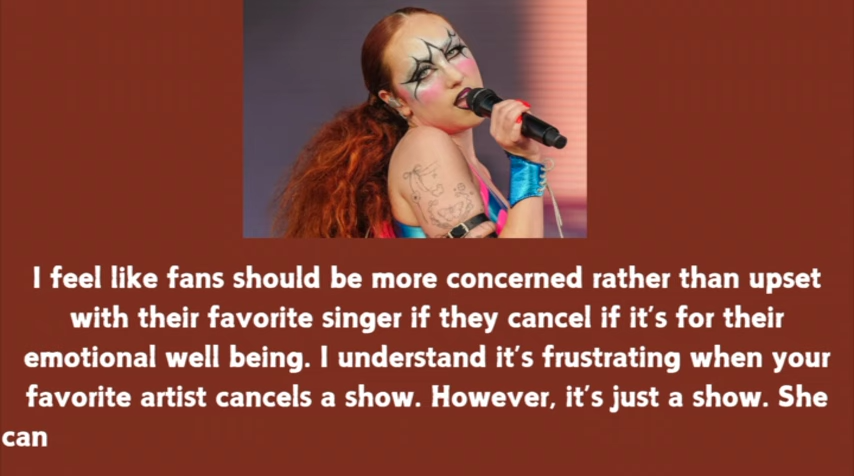 I feel like fans should be more concerned rather than upset
with their favorite singer if they cancel if it's for their
emotional well being. I understand it's frustrating when your
favorite artist cancels a show. However, it's just a show. She
can